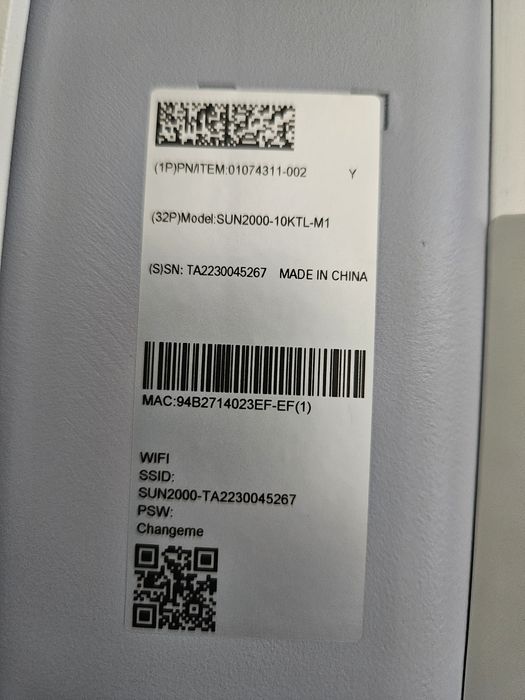 (1P)PN/ITEM:01074311-002 Y
(32P)Model:SUN2000-10KTL-M1
(S)SN: TA2230045267 MADE IN CHINA
MAC:94B2714023EF-EF(1)
WIFI
SSID:
SUN2000-TA2230045267
PSW:
Changeme